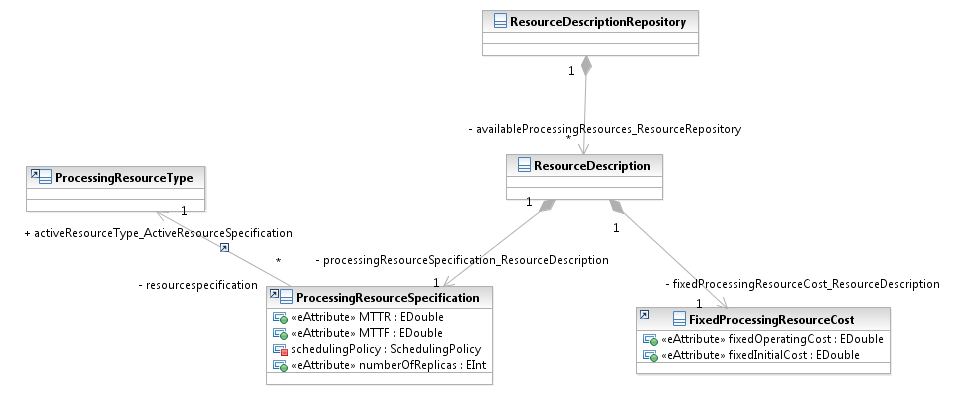 ResourceDescriptionRepository
1
- availableProcessingResources_ResourceRepository
*
ResourceDescription
ProcessingResourceType
1
1
1
+ activeResourceType_ActiveResourceSpecification
*
- processingResourceSpecification_ResourceDescription
- resourcespecification
1
- fixedProcessingResourceCost_ResourceDescription
1
ProcessingResourceSpecification
«eAttribute» MTTR : EDouble
«eAttribute» MTTF : EDouble
schedulingPolicy : SchedulingPolicy
«eAttribute» numberOfReplicas : EInt
FixedProcessingResourceCost
«eAttribute» fixedOperatingCost : EDouble
«eAttribute» fixedInitialCost : EDouble